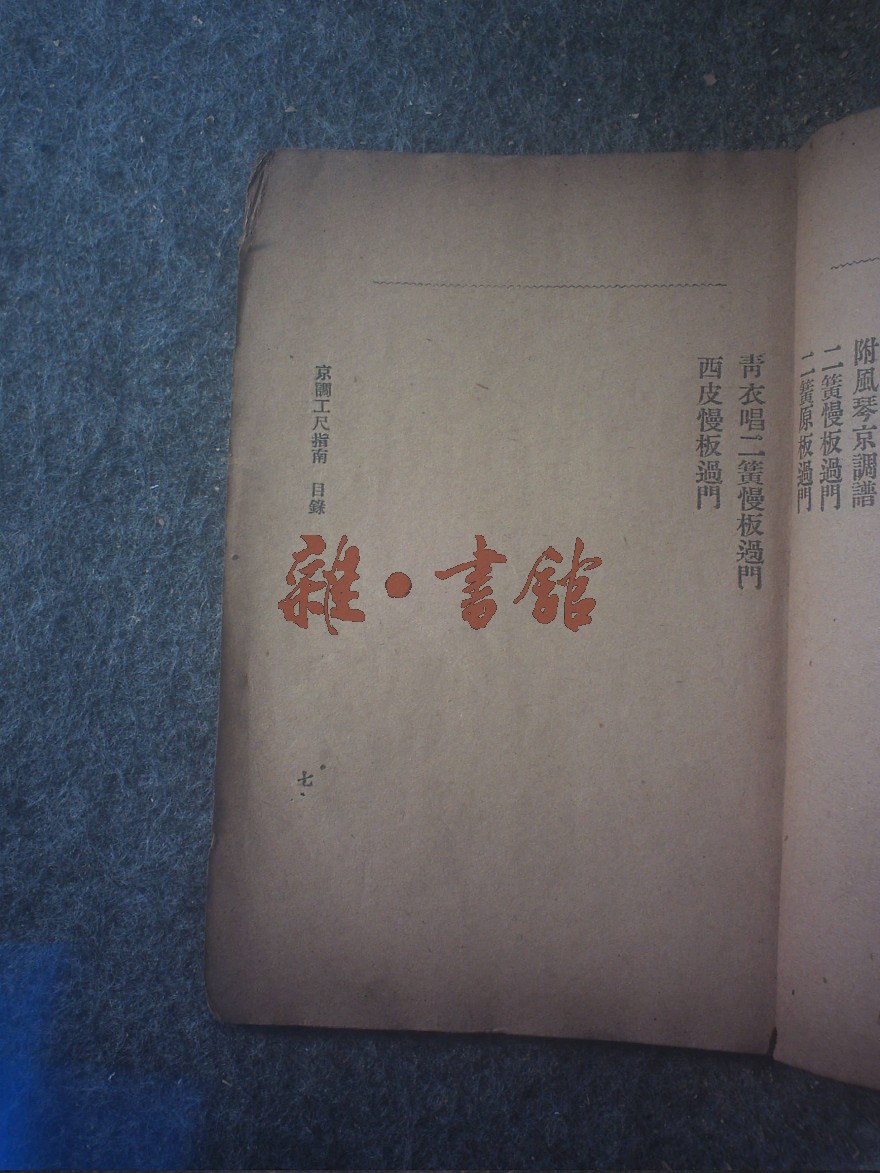 附風琴京調譜
二簧慢板過門
二簧原板過門
青衣唱二簧慢板過門
西皮慢板過門
京調工尺指南 目錄
七
雜·書館